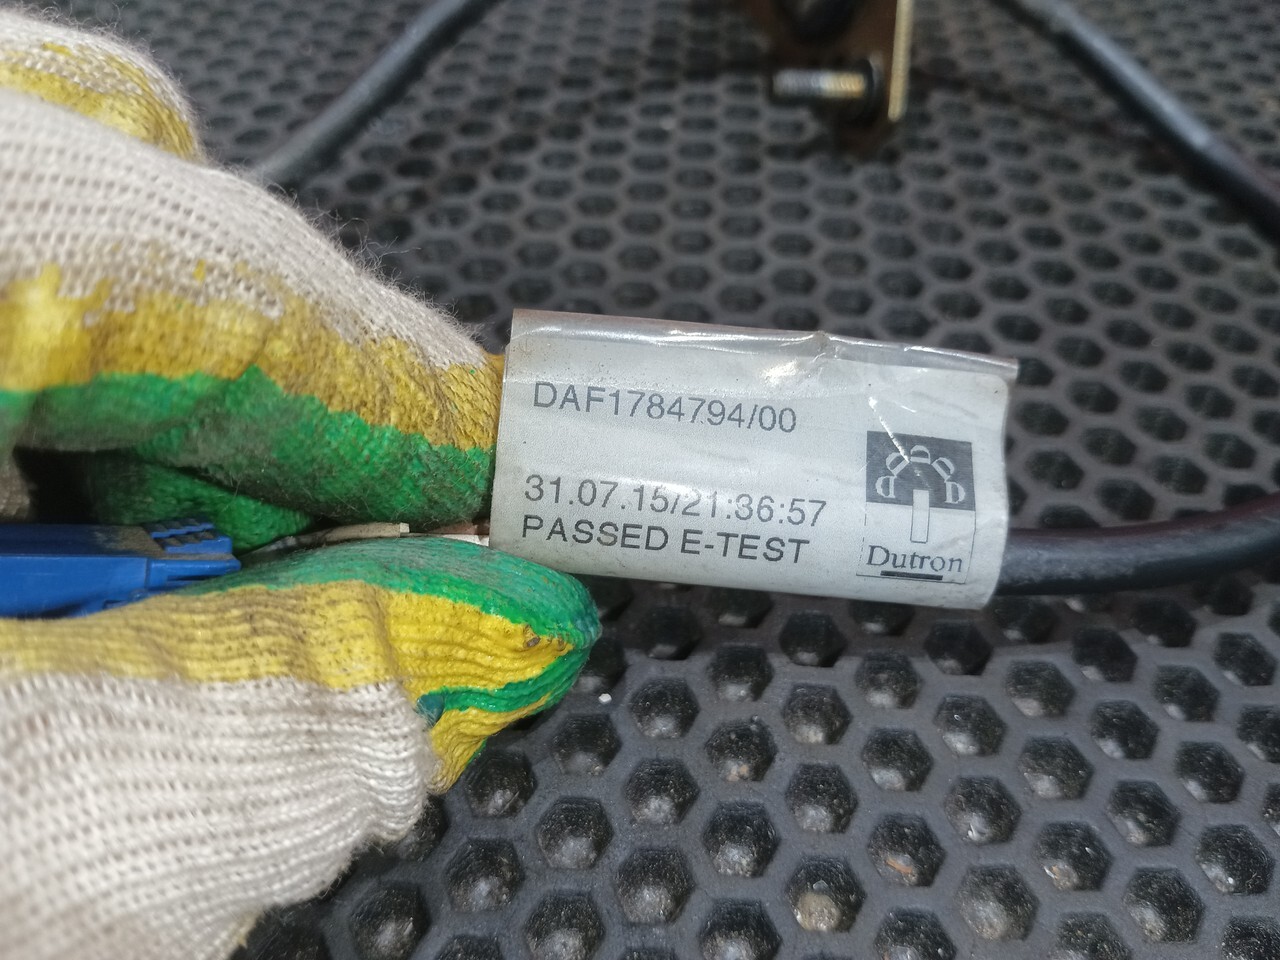 DAF1784794/00
31.07.15/21:36:57
PASSED E-TEST
Dutron